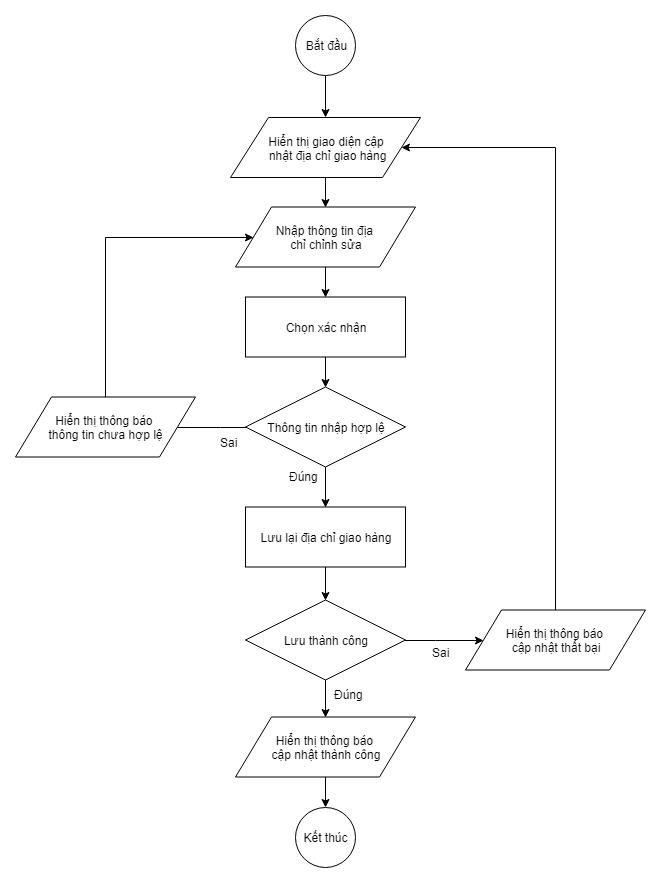 Bắt đầu
Hiển thị giao diện cập
nhật địa chỉ giao hàng
Nhập thông tin địa
chỉ chỉnh sửa
Chọn xác nhận
Thông tin nhập hợp lệ
Sai
Hiển thị thông báo
thông tin chưa hợp lệ
Đúng
Lưu lại địa chỉ giao hàng
Lưu thành công
Sai
Hiển thị thông báo
cập nhật thất bại
Đúng
Hiển thị thông báo
cập nhật thành công
Kết thúc